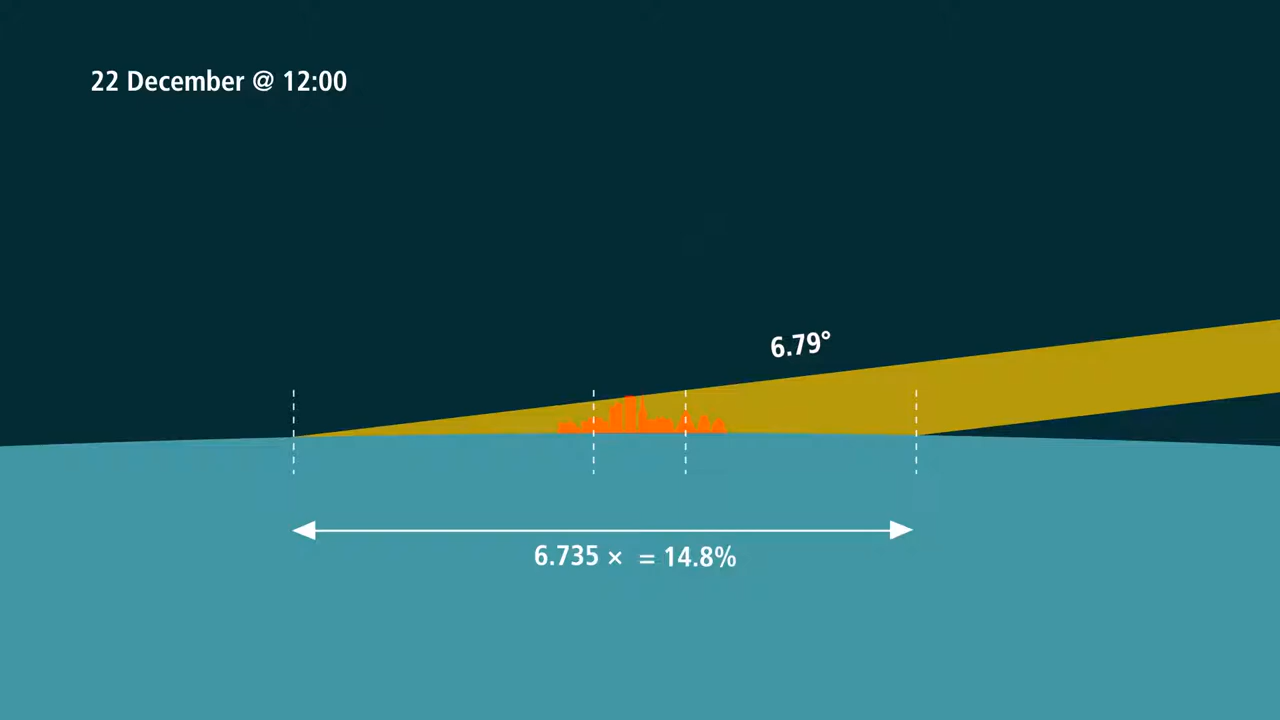 22 December @ 12:00
6.79°
6.735 × = 14.8%